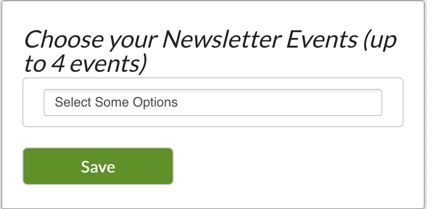 Choose your Newsletter Events (up
to 4 events)
Select Some Options
Save